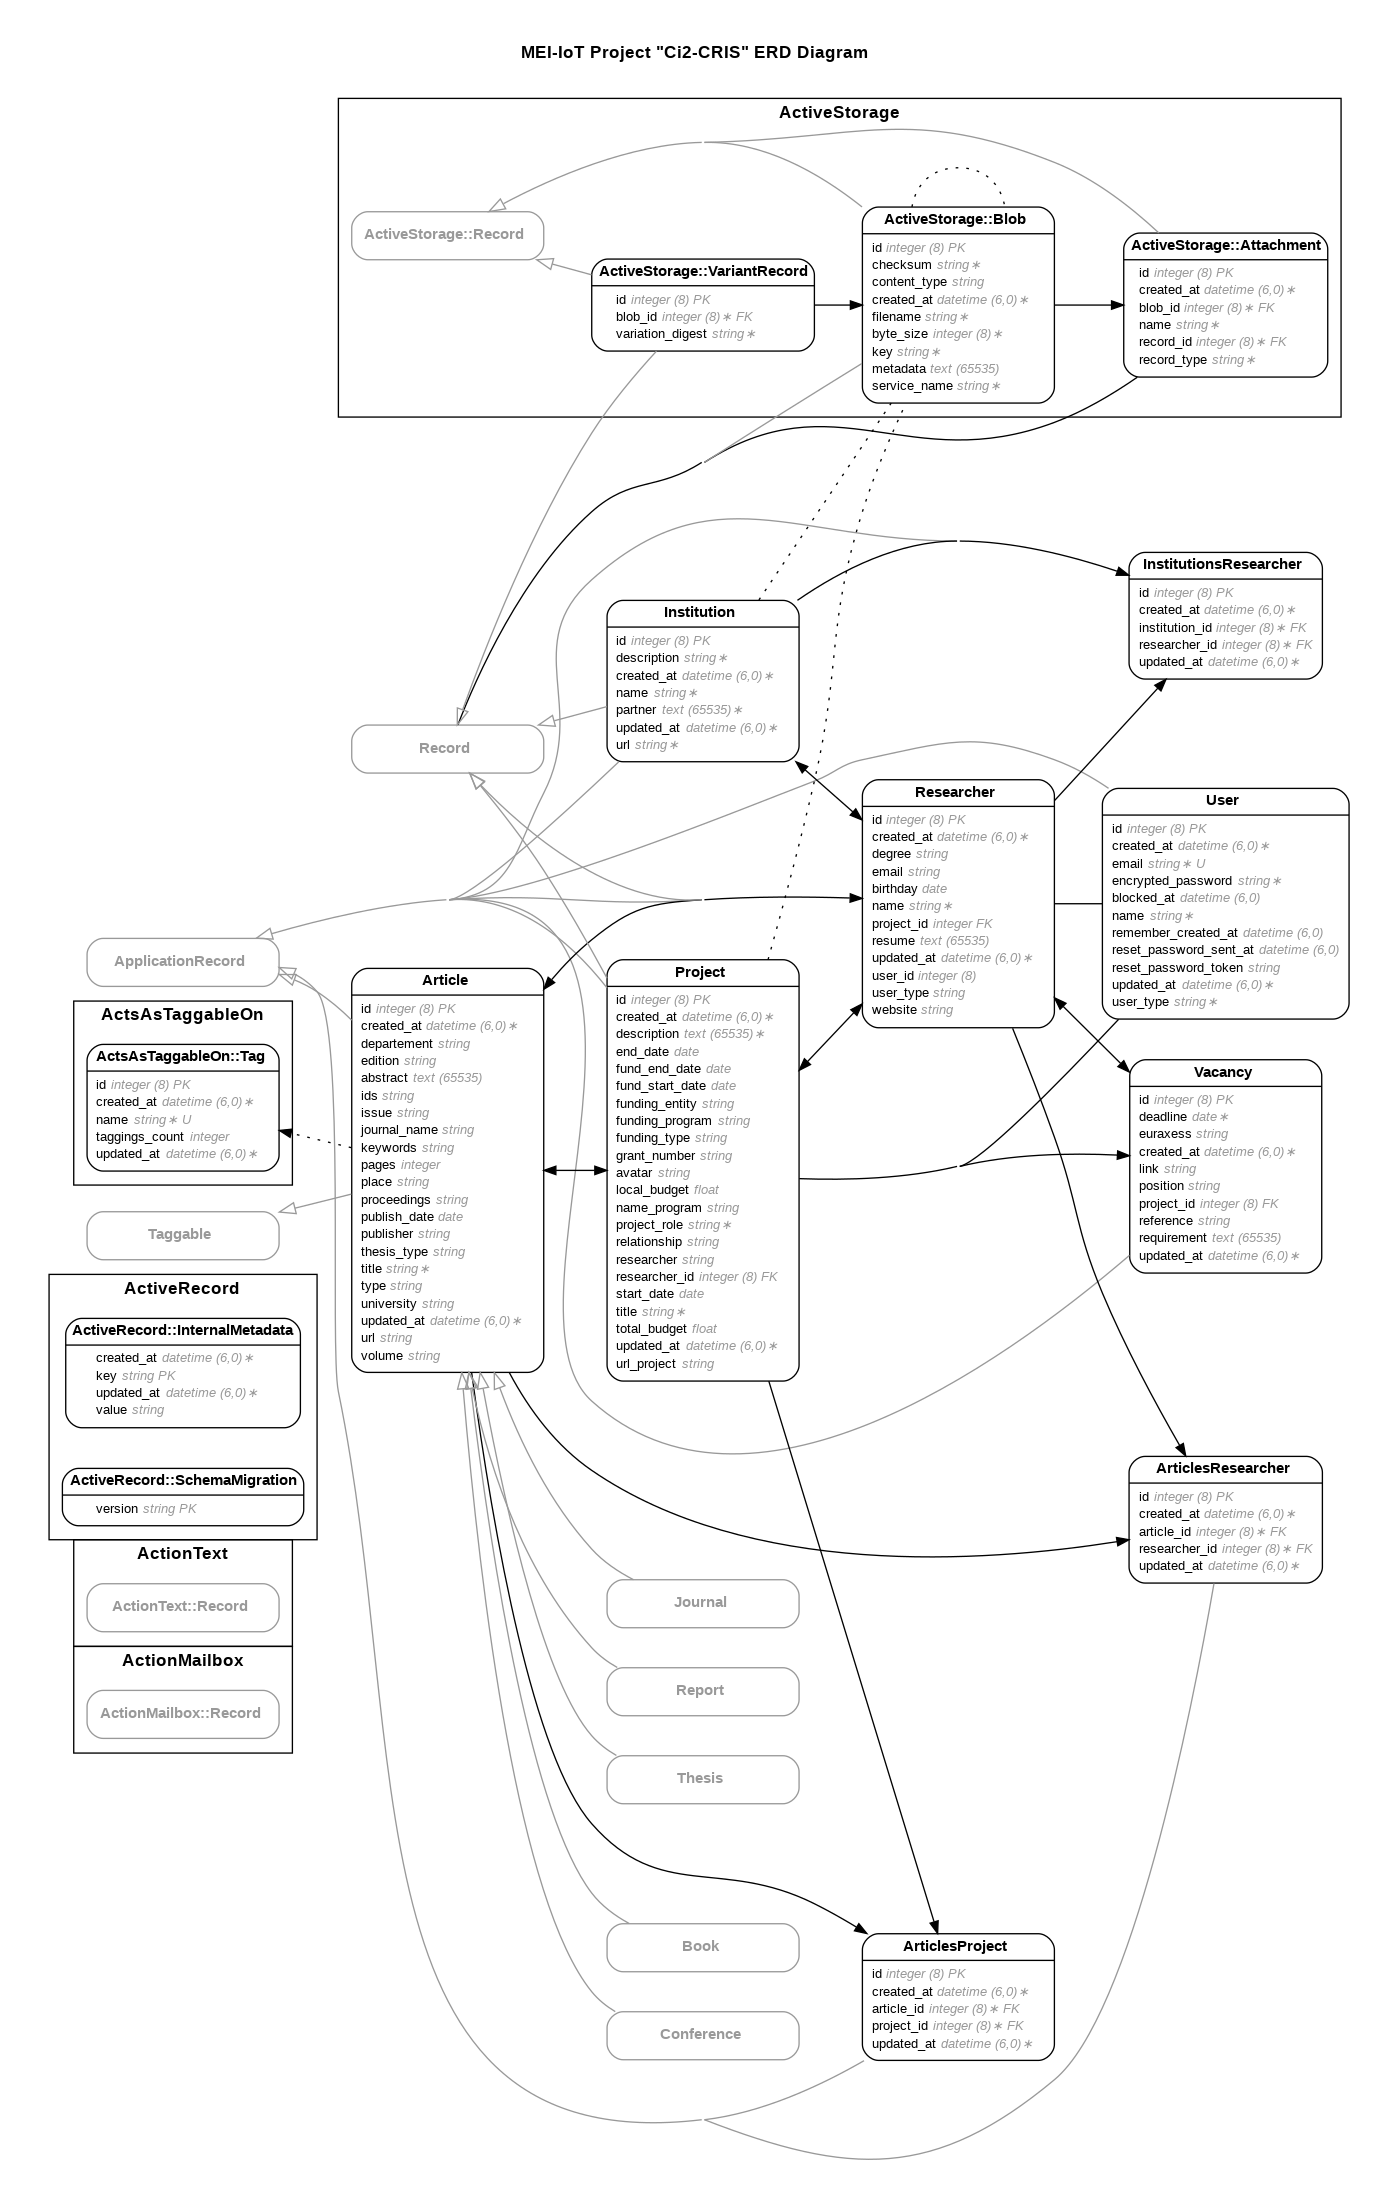 MEI-IoT Project "Ci2-CRIS" ERD Diagram
ActiveStorage
ActiveStorage::Record
ActiveStorage::VariantRecord
id integer (8) PK
blob_id integer (8)∗ FK
variation_digest string∗
ActiveStorage::Blob
id integer (8) PK
checksum string∗
content_type string
created_at datetime (6,0)∗
filename string∗
byte_size integer (8)∗
key string∗
metadata text (65535)
service_name string∗
ActiveStorage::Attachment
id integer (8) PK
created_at datetime (6,0)∗
blob_id integer (8)∗ FK
name string∗
record_id integer (8)∗ FK
record_type string∗
InstitutionsResearcher
id integer (8) PK
created_at datetime (6,0)∗
institution_id integer (8)∗ FK
researcher_id integer (8)∗ FK
updated_at datetime (6,0)∗
Institution
id integer (8) PK
description string∗
created_at datetime (6,0)∗
name string∗
partner text (65535)∗
updated_at datetime (6,0)∗
url string∗
Record
Researcher
id integer (8) PK
created_at datetime (6,0)∗
degree string
email string
birthday date
name string∗
project_id integer FK
resume text (65535)
updated_at datetime (6,0)∗
user_id integer (8)
user_type string
website string
User
id integer (8) PK
created_at datetime (6,0)∗
email string∗ U
encrypted_password string∗
blocked_at datetime (6,0)
name string∗
remember_created_at datetime (6,0)
reset_password_sent_at datetime (6,0)
reset_password_token string
updated_at datetime (6,0)∗
user_type string∗
ApplicationRecord
ActsAsTaggableOn
ActsAsTaggableOn::Tag
id integer (8) PK
created_at datetime (6,0)∗
name string∗ U
taggings_count integer
updated_at datetime (6,0)∗
Taggable
Article
id integer (8) PK
created_at datetime (6,0)∗
departement string
edition string
abstract text (65535)
ids string
issue string
journal_name string
keywords string
pages integer
place string
proceedings string
publish_date date
publisher string
thesis_type string
title string∗
type string
university string
updated_at datetime (6,0)∗
url string
volume string
Project
id integer (8) PK
created_at datetime (6,0)∗
description text (65535)∗
end_date date
fund_end_date date
fund_start_date date
funding_entity string
funding_program string
funding_type string
grant_number string
avatar string
local_budget float
name_program string
project_role string∗
relationship string
researcher string
researcher_id integer (8) FK
start_date date
title string∗
total_budget float
updated_at datetime (6,0)∗
url_project string
Vacancy
id integer (8) PK
deadline date∗
euraxess string
created_at datetime (6,0)∗
link string
position string
project_id integer (8) FK
reference string
requirement text (65535)
updated_at datetime (6,0)∗
ActiveRecord
ActiveRecord::InternalMetadata
created_at datetime (6,0)∗
key string PK
updated_at datetime (6,0)∗
value string
ActiveRecord::SchemaMigration
version string PK
ActionText
ActionText::Record
ActionMailbox
ActionMailbox::Record
ArticlesResearcher
id integer (8) PK
created_at datetime (6,0)∗
article_id integer (8)∗ FK
researcher_id integer (8)∗ FK
updated_at datetime (6,0)∗
Journal
Report
Thesis
Book
Conference
ArticlesProject
id integer (8) PK
created_at datetime (6,0)∗
article_id integer (8)∗ FK
project_id integer (8)∗ FK
updated_at datetime (6,0)∗